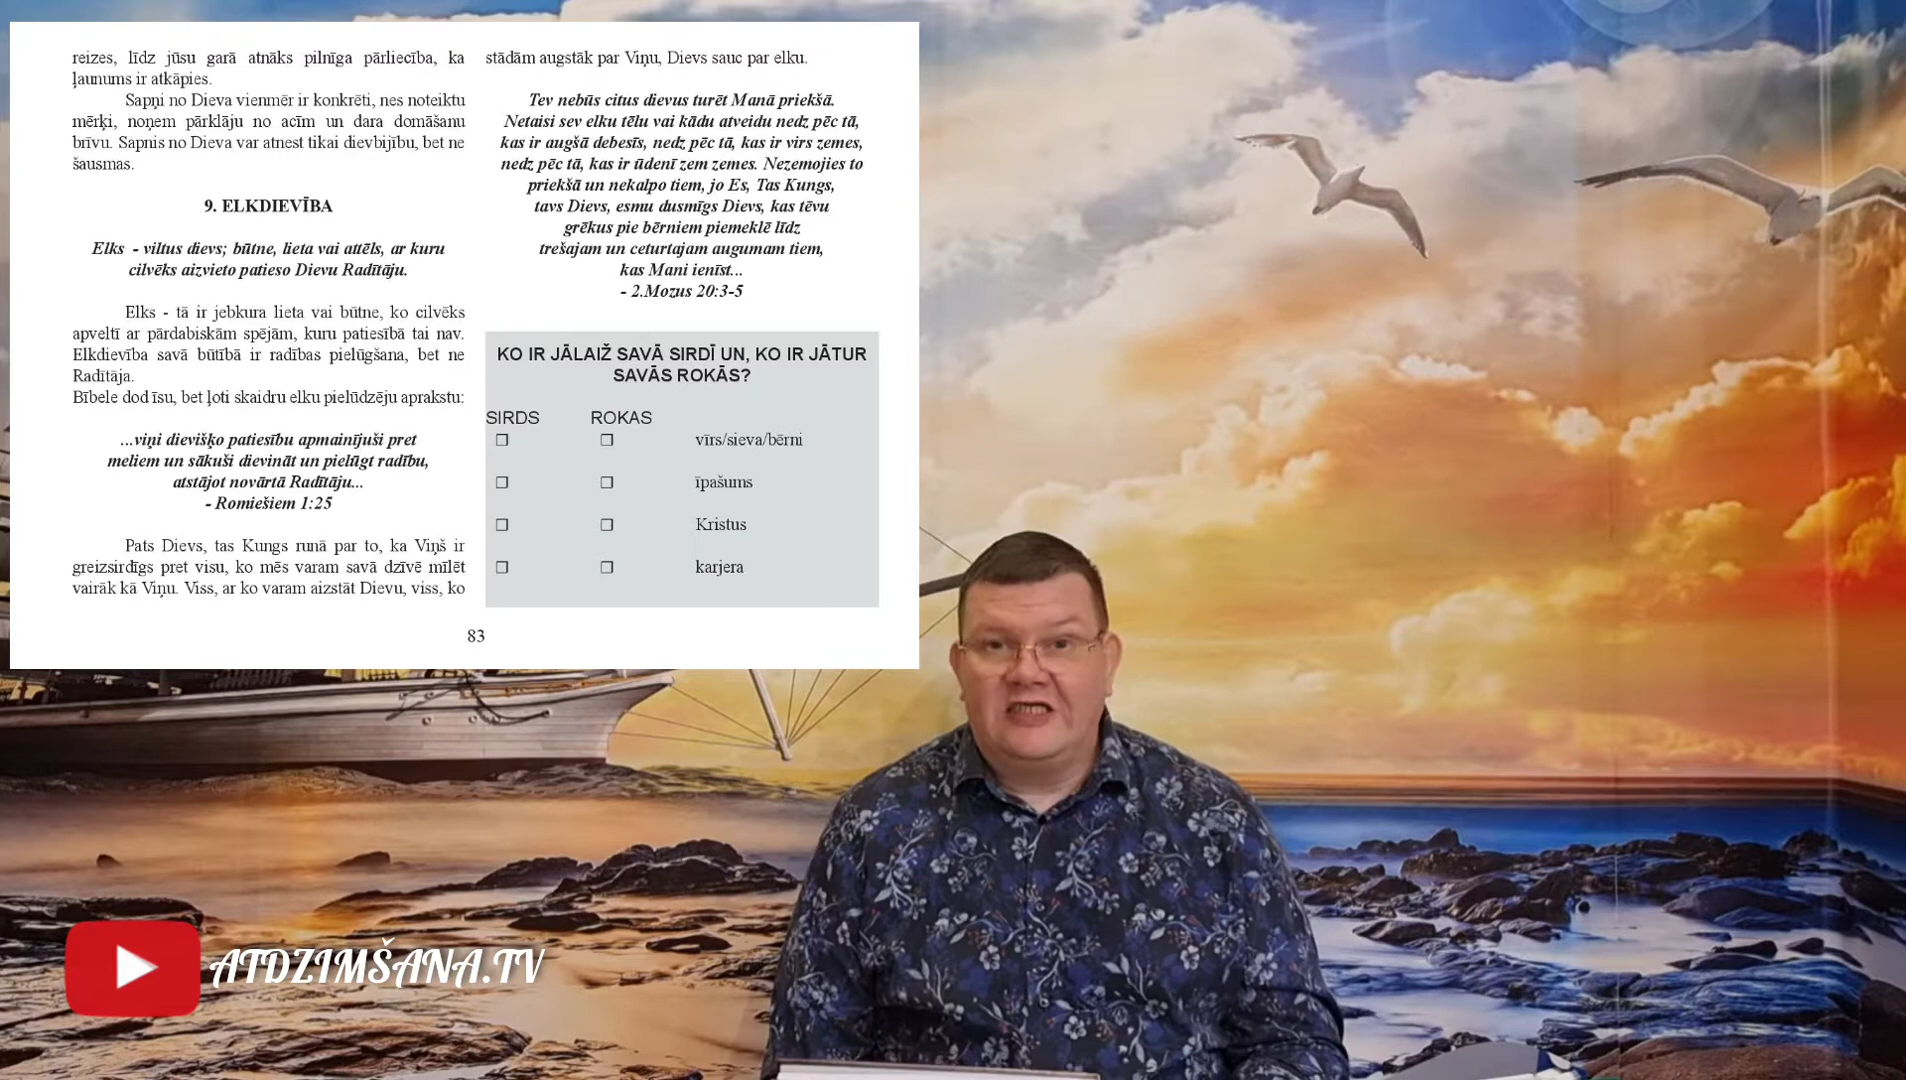 reizes, līdz jūsu garā atnāks pilnīga pārliecība, ka
ļaunums ir atkāpies.
Sapņi no Dieva vienmēr ir konkrēti, nes noteiktu
mērķi, noņem pārklāju no acīm un dara domāšanu
brīvu. Sapnis no Dieva var atnest tikai dievbijību, bet ne
šausmas.
9. ELKDIEVĪBA
Elks - viltus dievs; būtne, lieta vai attēls, ar kuru
cilvēks aizvieto patieso Dievu Radītāju.
Elks - tā ir jebkura lieta vai būtne, ko cilvēks
apveltī ar pārdabiskām spējām, kuru patiesībā tai nav.
Elkdievība savā būtībā ir radības pielūgšana, bet ne
Radītāja.
Bībele dod īsu, bet ļoti skaidru elku pielūdzēju aprakstu:
...viņi dievišķo patiesību apmainījuši pret
meliem un sākuši dievināt un pielūgt radību,
atstājot novārtā Radītāju...
- Romiešiem 1:25
Pats Dievs, tas Kungs runā par to, ka Viņš ir
greizsirdīgs pret visu, ko mēs varam savā dzīvē mīlēt
vairāk kā Viņu. Viss, ar ko varam aizstāt Dievu, viss, ko
stādām augstāk par Viņu, Dievs sauc par elku.
Tev nebūs citus dievus turēt Manā priekšā.
Netaisi sev elku tēlu vai kādu atveidu nedz pēc tā,
kas ir augšā debesīs, nedz pēc tā, kas ir virs zemes,
nedz pēc tā, kas ir ūdenī zem zemes. Nezemojies to
priekšā un nekalpo tiem, jo Es, Tas Kungs,
tavs Dievs, esmu dusmīgs Dievs, kas tēvu
grēkus pie bērniem piemeklē līdz
trešajam un ceturtajam augumam tiem,
kas Mani ienīst...
- 2.Mozus 20:3-5
KO IR JĀLAIŽ SAVĀ SIRDĪ UN, KO IR JĀTUR
SAVĀS ROKĀS?
SIRDS ROKAS
❒ ❒ vīrs/sieva/bērni
❒ ❒ īpašums
❒ ❒ Kristus
❒ ❒ karjera
83
ATDZIMŠANA.TV